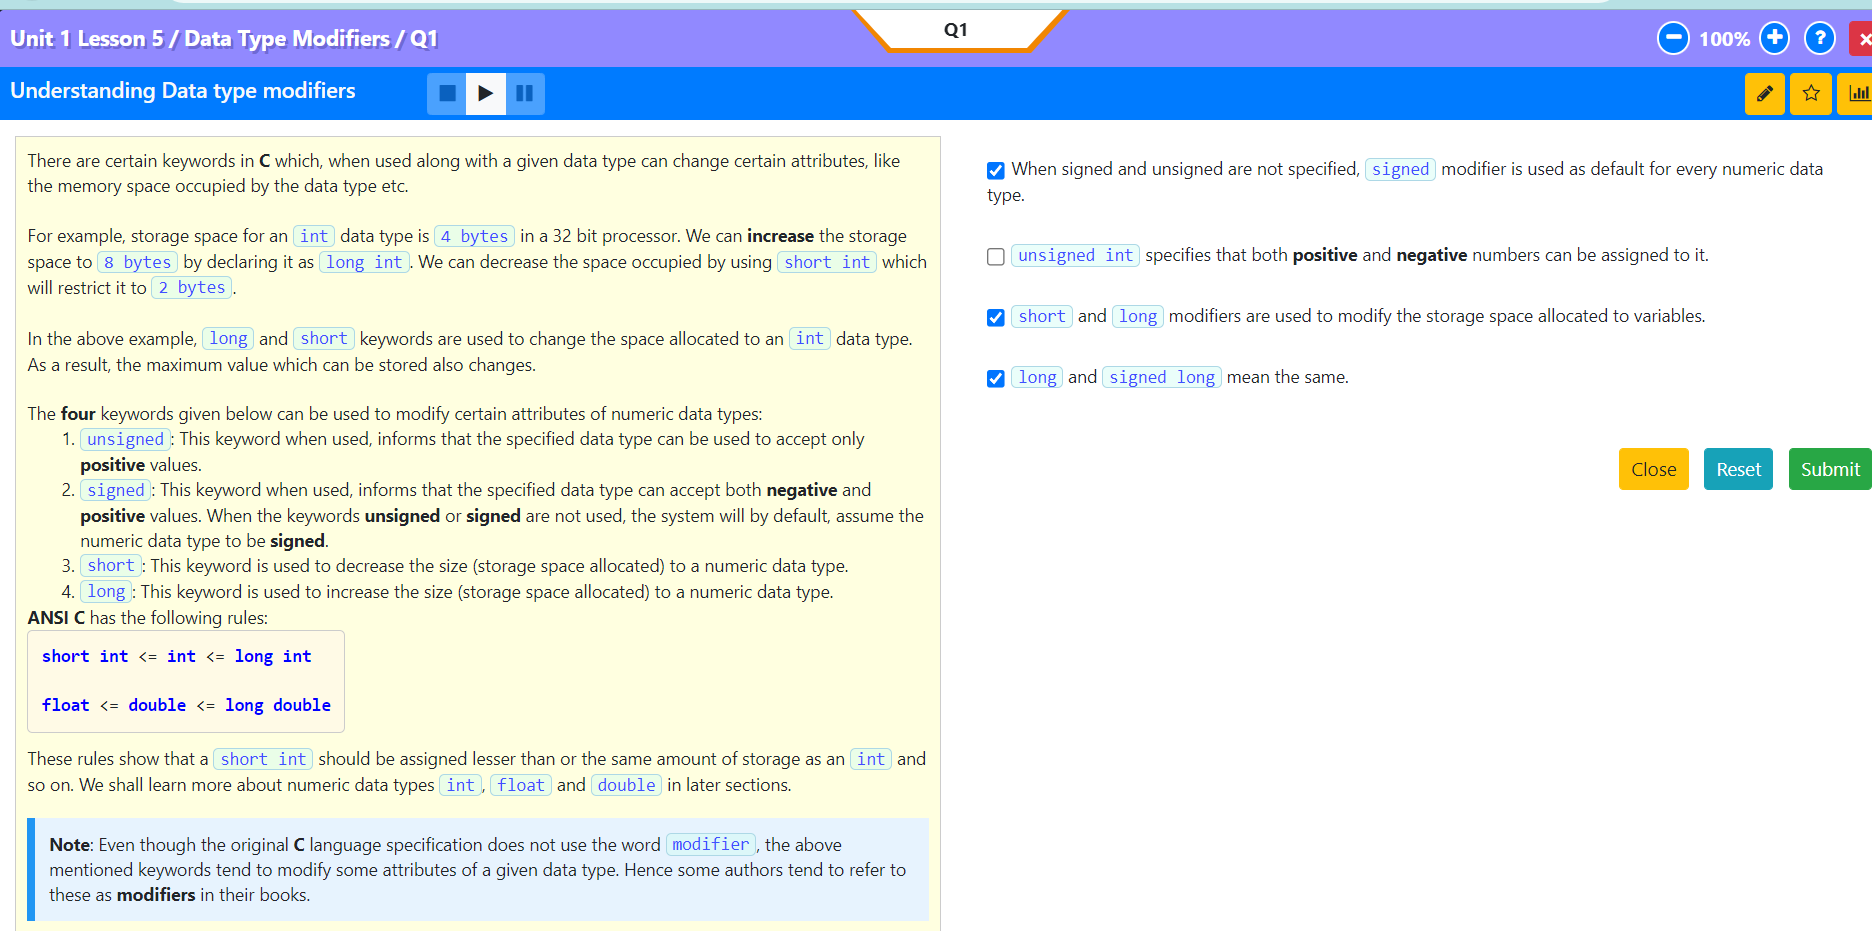 Unit 1 Lesson 5 / Data Type Modifiers / Q1
Q1
100%
?
Understanding Data type modifiers
There are certain keywords in C which, when used along with a given data type can change certain attributes, like
the memory space occupied by the data type etc.
For example, storage space for an int data type is 4 bytes in a 32 bit processor. We can increase the storage
space to 8 bytes by declaring it as long int. We can decrease the space occupied by using short int which
will restrict it to 2 bytes.
In the above example, long and short keywords are used to change the space allocated to an int data type.
As a result, the maximum value which can be stored also changes.
The four keywords given below can be used to modify certain attributes of numeric data types:
1. unsigned: This keyword when used, informs that the specified data type can be used to accept only
positive values.
2. signed: This keyword when used, informs that the specified data type can accept both negative and
positive values. When the keywords unsigned or signed are not used, the system will by default, assume the
numeric data type to be signed.
3. short: This keyword is used to decrease the size (storage space allocated) to a numeric data type.
4. long: This keyword is used to increase the size (storage space allocated) to a numeric data type.
ANSI C has the following rules:
short int <= int <= long int
float <= double <= long double
These rules show that a short int should be assigned lesser than or the same amount of storage as an int and
so on. We shall learn more about numeric data types int, float and double in later sections.
Note: Even though the original C language specification does not use the word modifier, the above
mentioned keywords tend to modify some attributes of a given data type. Hence some authors tend to refer to
these as modifiers in their books.
When signed and unsigned are not specified, signed modifier is used as default for every numeric data
type.
unsigned int specifies that both positive and negative numbers can be assigned to it.
short and long modifiers are used to modify the storage space allocated to variables.
long and signed long mean the same.
Close Reset Submit